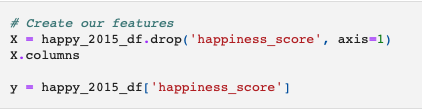 # Create our features
X = happy_2015_df.drop('happiness_score', axis=1)
X.columns
y = happy_2015_df['happiness_score']